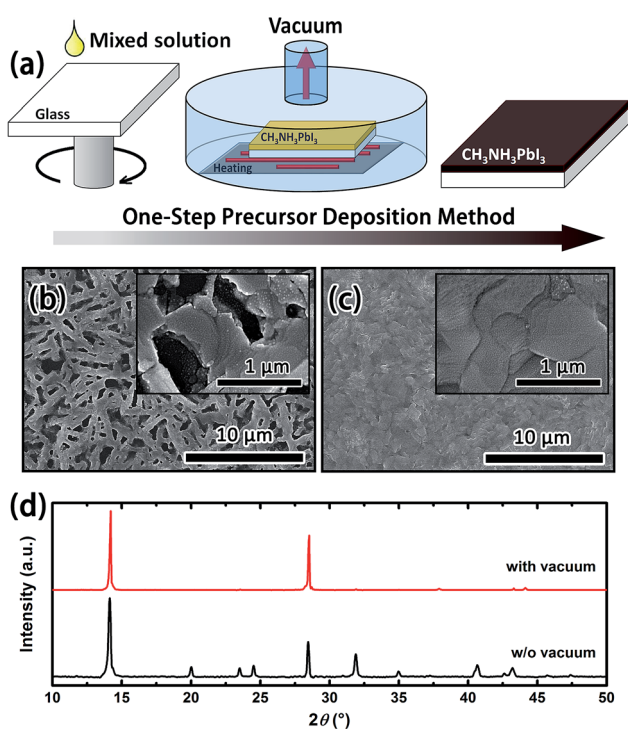 (a)
Mixed solution
Glass
Vacuum
CH₃NH₃PbI₃
Heating
CH₃NH₃PbI₃
One-Step Precursor Deposition Method
(b)
1 μm
10 μm
(c)
1 μm
10 μm
(d)
Intensity (a.u.)
with vacuum
w/o vacuum
10 15 20 25 30 35 40 45 50
2θ (°)